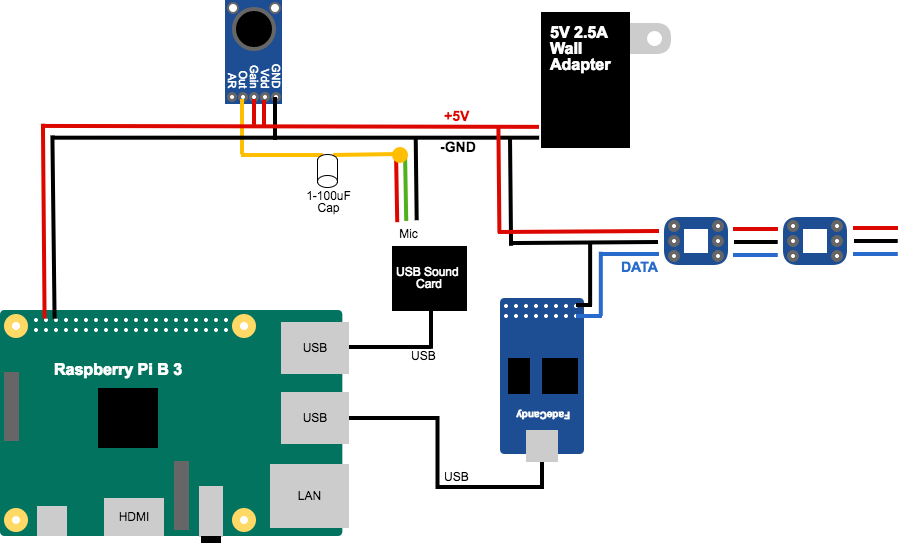 AR
Out
Gain
Vdd
GND
5V 2.5A
Wall
Adapter
+5V
-GND
1-100uF
Cap
Mic
USB Sound
Card
DATA
USB
USB
Raspberry Pi B 3
USB
FadeCandy
USB
LAN
HDMI